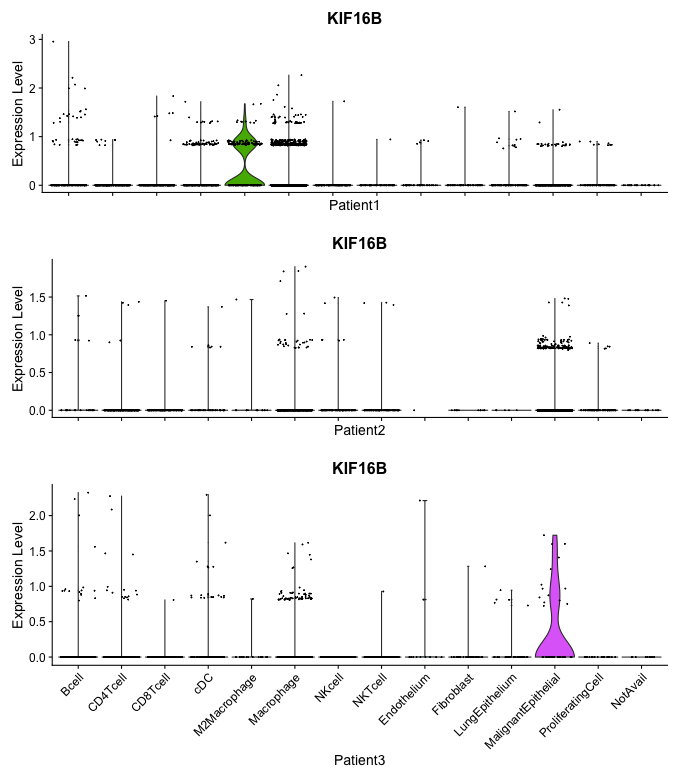 KIF16B
Expression Level
3
2
1
0
Patient1
KIF16B
Expression Level
1.5
1.0
0.5
0.0
Patient2
KIF16B
Expression Level
2.0
1.5
1.0
0.5
0.0
Bcell
CD4Tcell
CD8Tcell
cDC
M2Macrophage
Macrophage
NKcell
NKTcell
Endothelium
Fibroblast
LungEpithelium
MalignantEpithelial
ProliferatingCell
NotAvail
Patient3